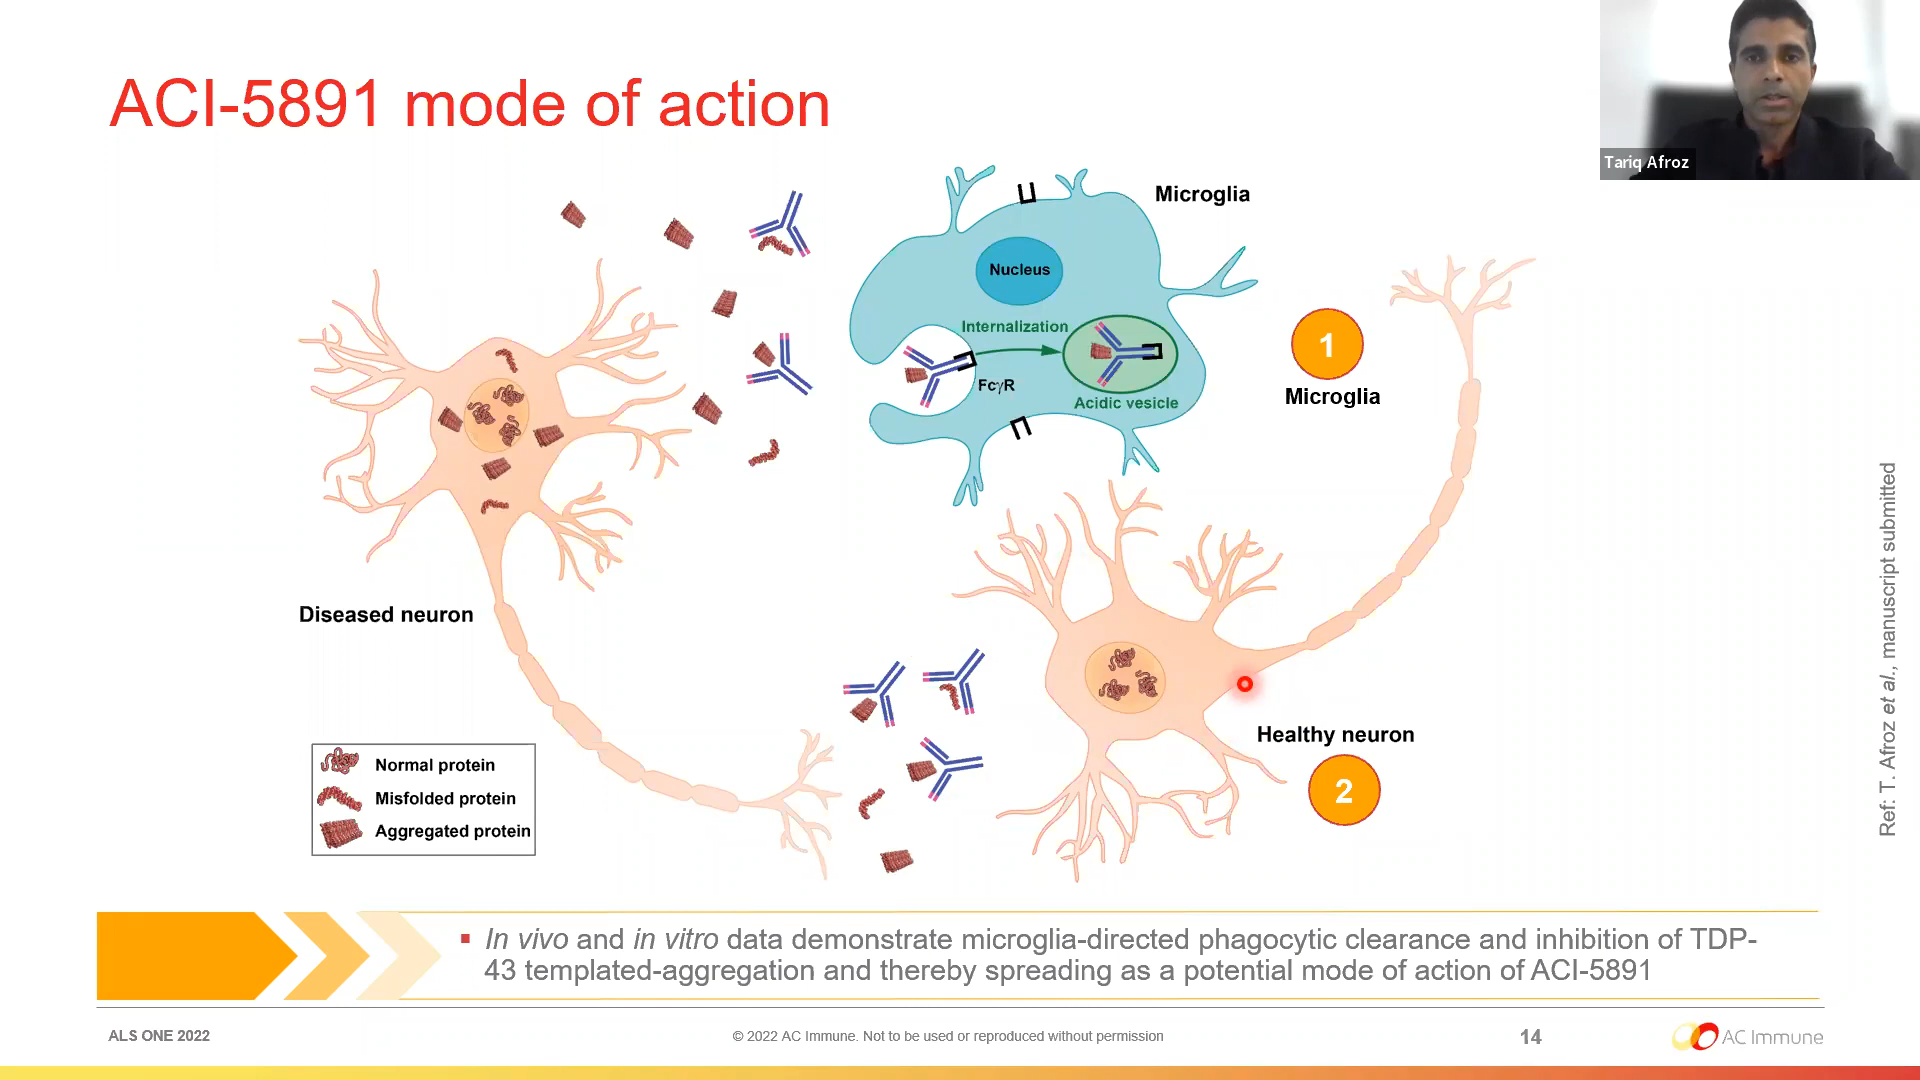 ACI-5891 mode of action
Tariq Afroz
Microglia
Nucleus
Internalization
FcγR
Acidic vesicle
1
Microglia
Diseased neuron
Healthy neuron
2
Normal protein
Misfolded protein
Aggregated protein
Ref: T. Afroz et al., manuscript submitted
▪ In vivo and in vitro data demonstrate microglia-directed phagocytic clearance and inhibition of TDP-
43 templated-aggregation and thereby spreading as a potential mode of action of ACI-5891
ALS ONE 2022
© 2022 AC Immune. Not to be used or reproduced without permission
14
AC Immune